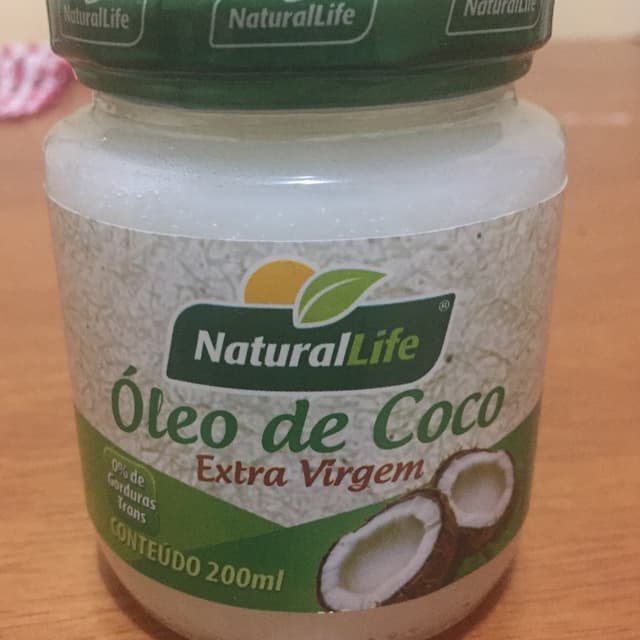 NaturalLife
NaturalLife
NaturalLife
NaturalLife®
Óleo de Coco
Extra Virgem
0% de
Gorduras
Trans
CONTEÚDO 200ml